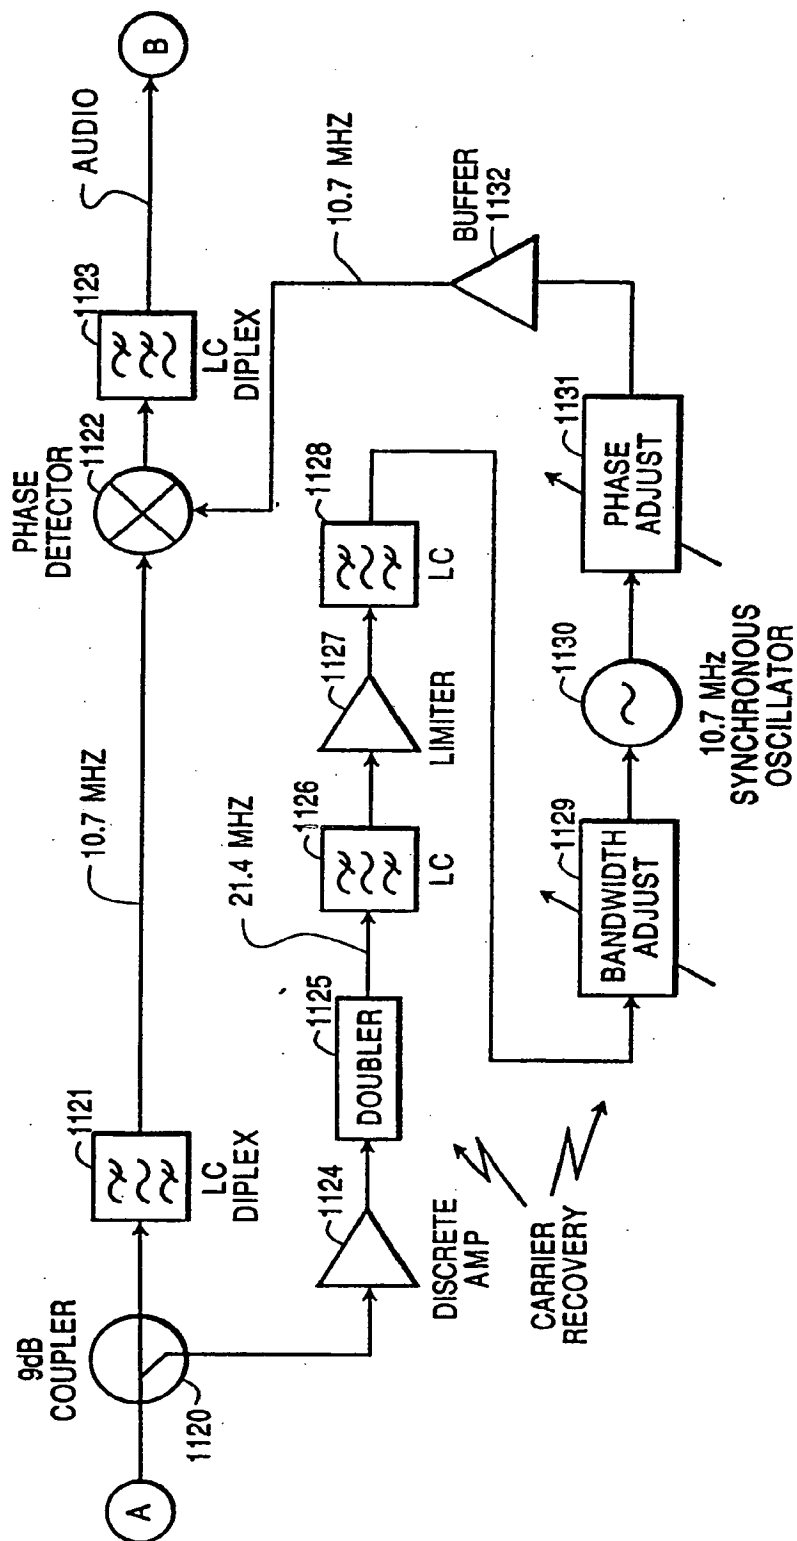 A
9dB
COUPLER
1120
1121
LC
DIPLEX
10.7 MHZ
PHASE
DETECTOR
1122
1123
LC
DIPLEX
AUDIO
B
1124
DISCRETE
AMP
1125
DOUBLER
21.4 MHZ
1126
LC
1127
LIMITER
1128
LC
10.7 MHZ
BUFFER
1132
CARRIER
RECOVERY
1129
BANDWIDTH
ADJUST
1130
10.7 MHz
SYNCHRONOUS
OSCILLATOR
1131
PHASE
ADJUST